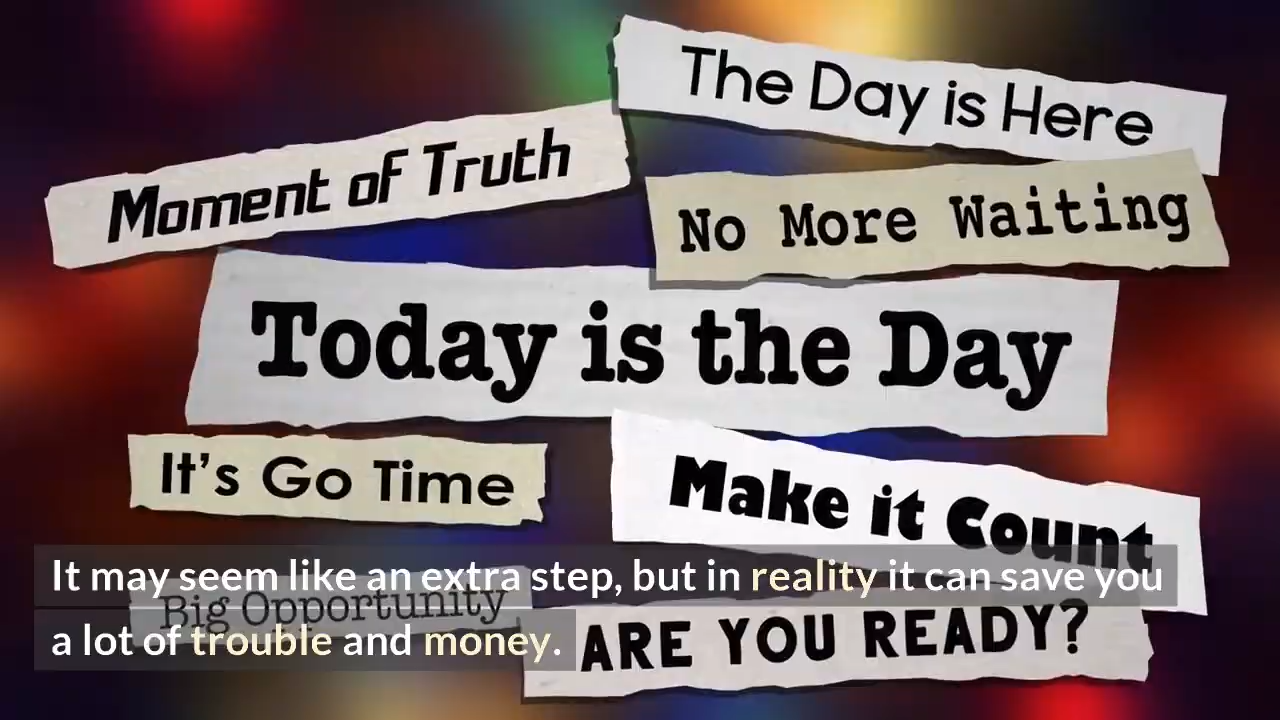 The Day is Here
Moment of Truth
No More Waiting
Today is the Day
It's Go Time
Make it Count
Big Opportunity
ARE YOU READY?
It may seem like an extra step, but in reality it can save you
a lot of trouble and money.